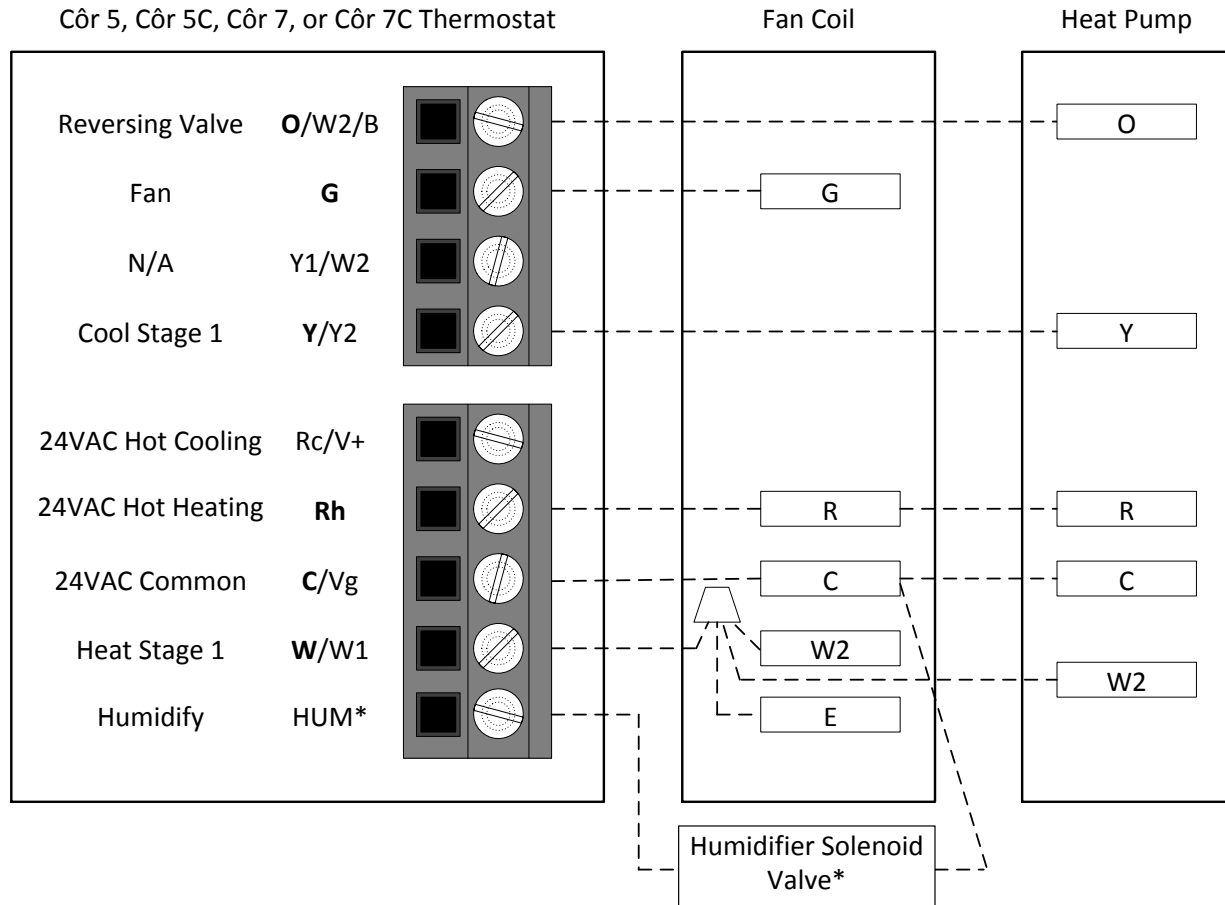 Côr 5, Côr 5C, Côr 7, or Côr 7C Thermostat
Fan Coil
Heat Pump
Reversing Valve O/W2/B
O
Fan G
G
N/A Y1/W2
Cool Stage 1 Y/Y2
Y
24VAC Hot Cooling Rc/V+
24VAC Hot Heating Rh
R
R
24VAC Common C/Vg
C
C
Heat Stage 1 W/W1
W2
W2
Humidify HUM*
E
Humidifier Solenoid
Valve*